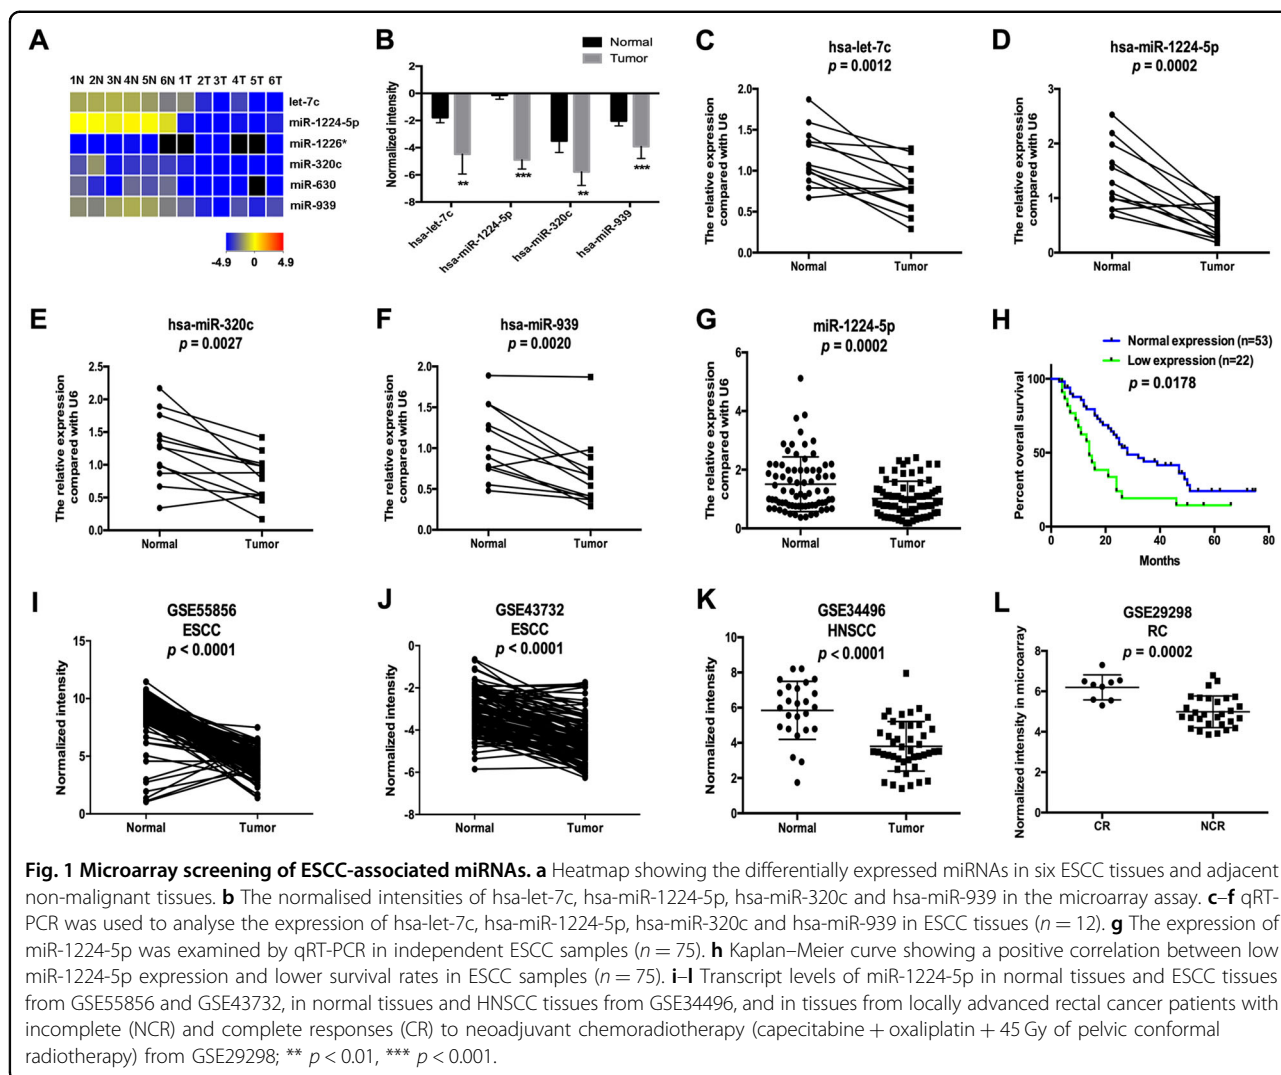 A
1N 2N 3N 4N 5N 6N 1T 2T 3T 4T 5T 6T
let-7c
miR-1224-5p
miR-1226*
miR-320c
miR-630
miR-939
-4.9 0 4.9
B
Normal
Tumor
Normalized intensity
0
-2
-4
-6
-8
** *** ** ***
hsa-let-7c
hsa-miR-1224-5p
hsa-miR-320c
hsa-miR-939
C
hsa-let-7c
p = 0.0012
The relative expression
compared with U6
2.0
1.5
1.0
0.5
0.0
Normal Tumor
D
hsa-miR-1224-5p
p = 0.0002
The relative expression
compared with U6
3
2
1
0
Normal Tumor
E
hsa-miR-320c
p = 0.0027
The relative expression
compared with U6
2.5
2.0
1.5
1.0
0.5
0.0
Normal Tumor
F
hsa-miR-939
p = 0.0020
The relative expression
compared with U6
2.0
1.5
1.0
0.5
0.0
Normal Tumor
G
miR-1224-5p
p = 0.0002
The relative expression
compared with U6
6
4
2
0
Normal Tumor
H
Normal expression (n=53)
Low expression (n=22)
p = 0.0178
Percent overall survival
100
50
0
0 20 40 60 80
Months
I
GSE55856
ESCC
p < 0.0001
Normalized intensity
15
10
5
0
Normal Tumor
J
GSE43732
ESCC
p < 0.0001
Normalized intensity
-0
-2
-4
-6
-8
Normal Tumor
K
GSE34496
HNSCC
p < 0.0001
Normalized intensity
10
8
6
4
2
0
Normal Tumor
L
GSE29298
RC
p = 0.0002
Normalized intensity in microarray
10
8
6
4
2
0
CR NCR
Fig. 1 Microarray screening of ESCC-associated miRNAs. a Heatmap showing the differentially expressed miRNAs in six ESCC tissues and adjacent
non-malignant tissues. b The normalised intensities of hsa-let-7c, hsa-miR-1224-5p, hsa-miR-320c and hsa-miR-939 in the microarray assay. c–f qRT-
PCR was used to analyse the expression of hsa-let-7c, hsa-miR-1224-5p, hsa-miR-320c and hsa-miR-939 in ESCC tissues (n = 12). g The expression of
miR-1224-5p was examined by qRT-PCR in independent ESCC samples (n = 75). h Kaplan–Meier curve showing a positive correlation between low
miR-1224-5p expression and lower survival rates in ESCC samples (n = 75). i–l Transcript levels of miR-1224-5p in normal tissues and ESCC tissues
from GSE55856 and GSE43732, in normal tissues and HNSCC tissues from GSE34496, and in tissues from locally advanced rectal cancer patients with
incomplete (NCR) and complete responses (CR) to neoadjuvant chemoradiotherapy (capecitabine + oxaliplatin + 45 Gy of pelvic conformal
radiotherapy) from GSE29298; ** p < 0.01, *** p < 0.001.